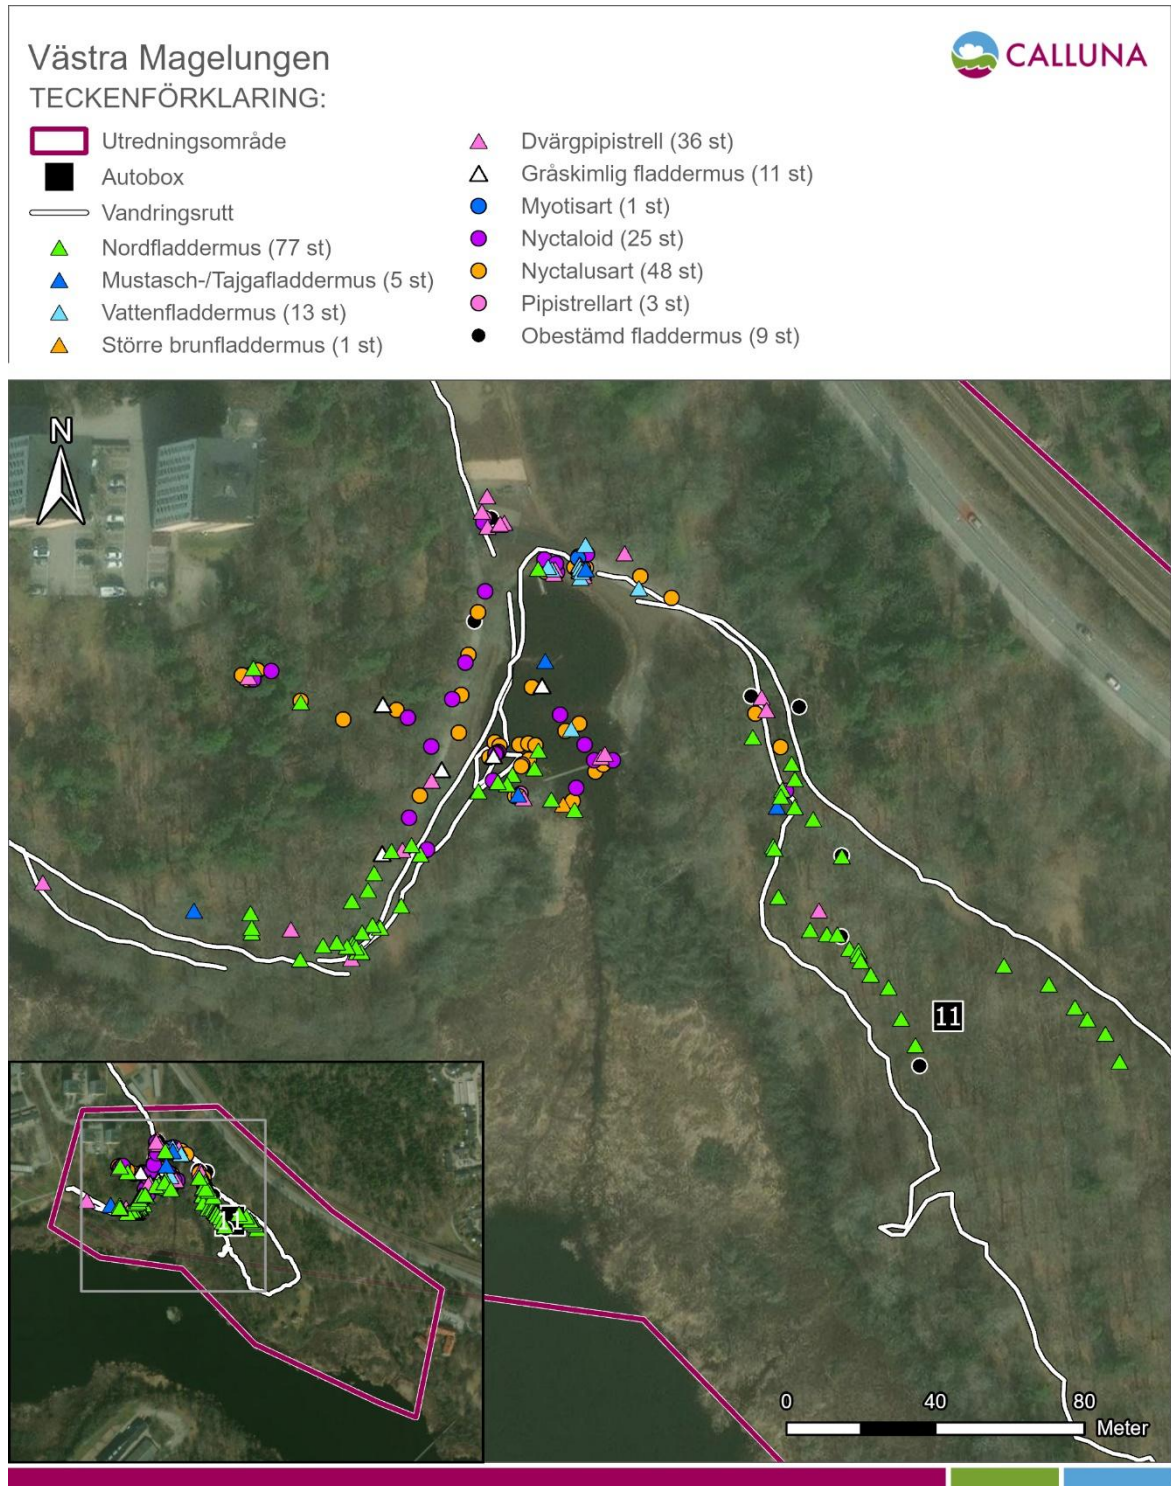 Västra Magelungen
CALLUNA
TECKENFÖRKLARING:
Utredningsområde
Autobox
Vandringsrutt
Nordfladdermus (77 st)
Mustasch-/Tajgafladdermus (5 st)
Vattenfladdermus (13 st)
Större brunfladdermus (1 st)
Dvärgpipistrell (36 st)
Gråskimlig fladdermus (11 st)
Myotisart (1 st)
Nyctaloid (25 st)
Nyctalusart (48 st)
Pipistrellart (3 st)
Obestämd fladdermus (9 st)
N
11
11
0 40 80
Meter